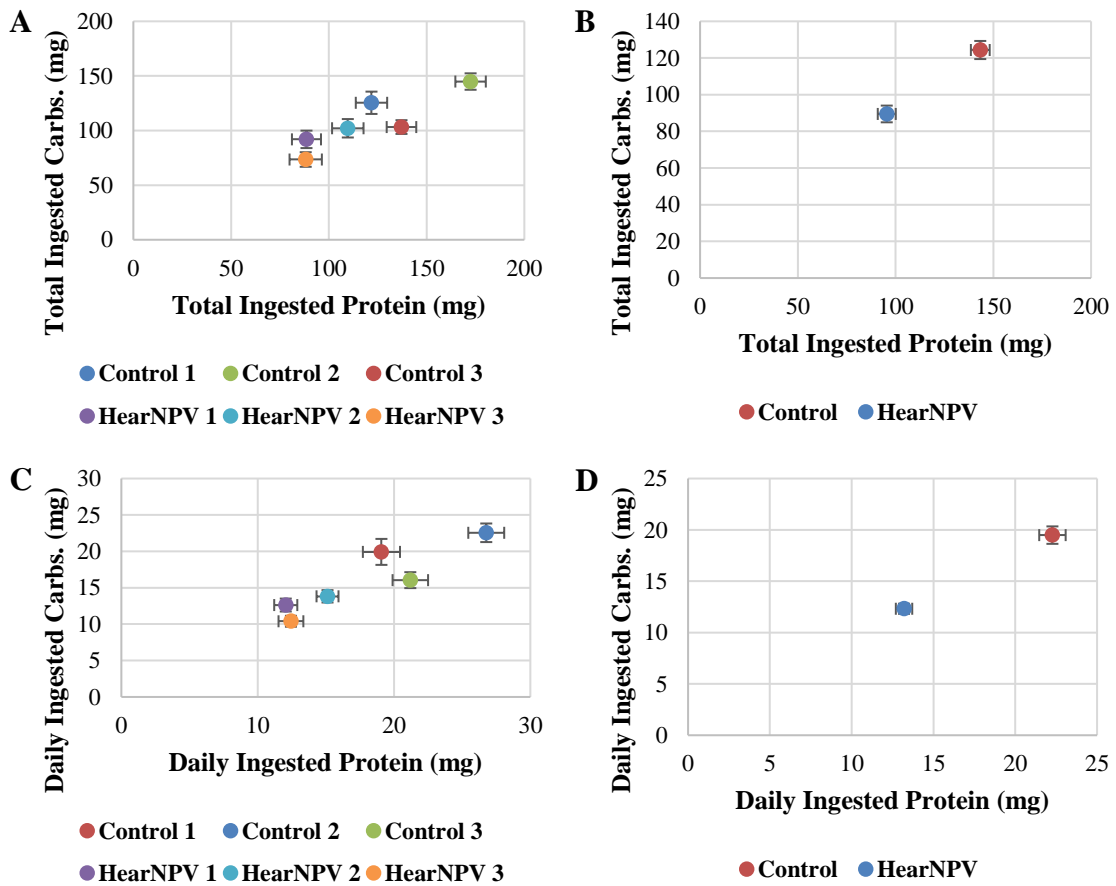 A
Total Ingested Carbs. (mg)
200
150
100
50
0
0 50 100 150 200
Total Ingested Protein (mg)
Control 1 Control 2 Control 3
HearNPV 1 HearNPV 2 HearNPV 3
B
Total Ingested Carbs. (mg)
140
120
100
80
60
40
20
0
0 50 100 150 200
Total Ingested Protein (mg)
Control HearNPV
C
Daily Ingested Carbs. (mg)
30
25
20
15
10
5
0
0 10 20 30
Daily Ingested Protein (mg)
Control 1 Control 2 Control 3
HearNPV 1 HearNPV 2 HearNPV 3
D
Daily Ingested Carbs. (mg)
25
20
15
10
5
0
0 5 10 15 20 25
Daily Ingested Protein (mg)
Control HearNPV